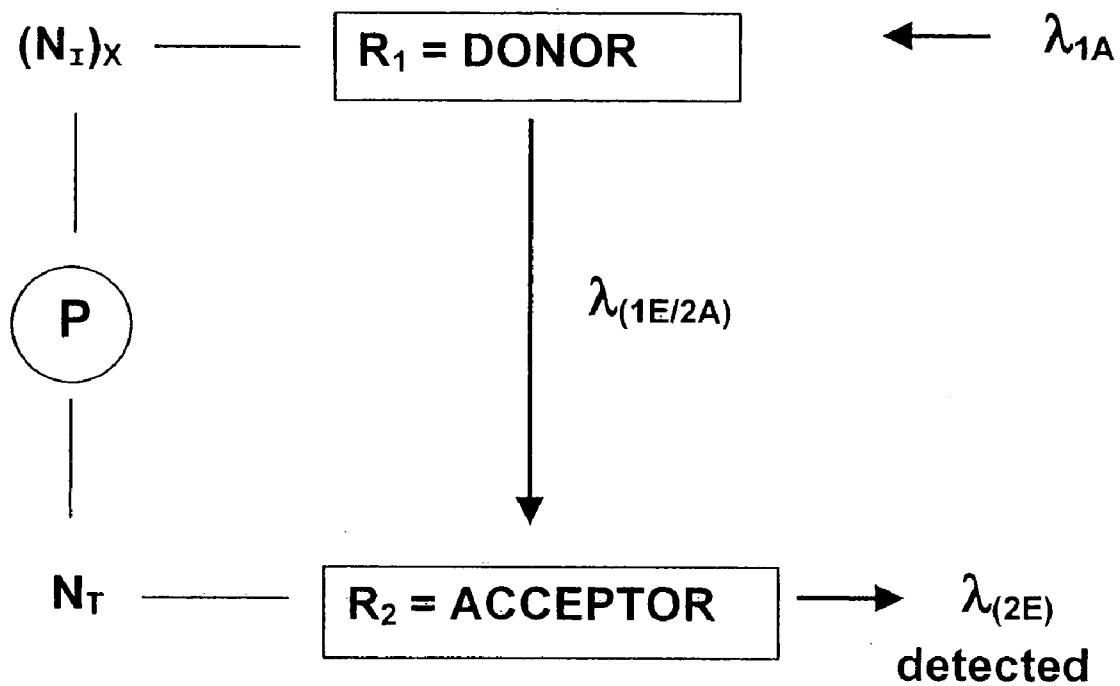 (N_I)_X R₁ = DONOR λ_1A
P
λ_(1E/2A)
N_T R₂ = ACCEPTOR λ_(2E)
detected